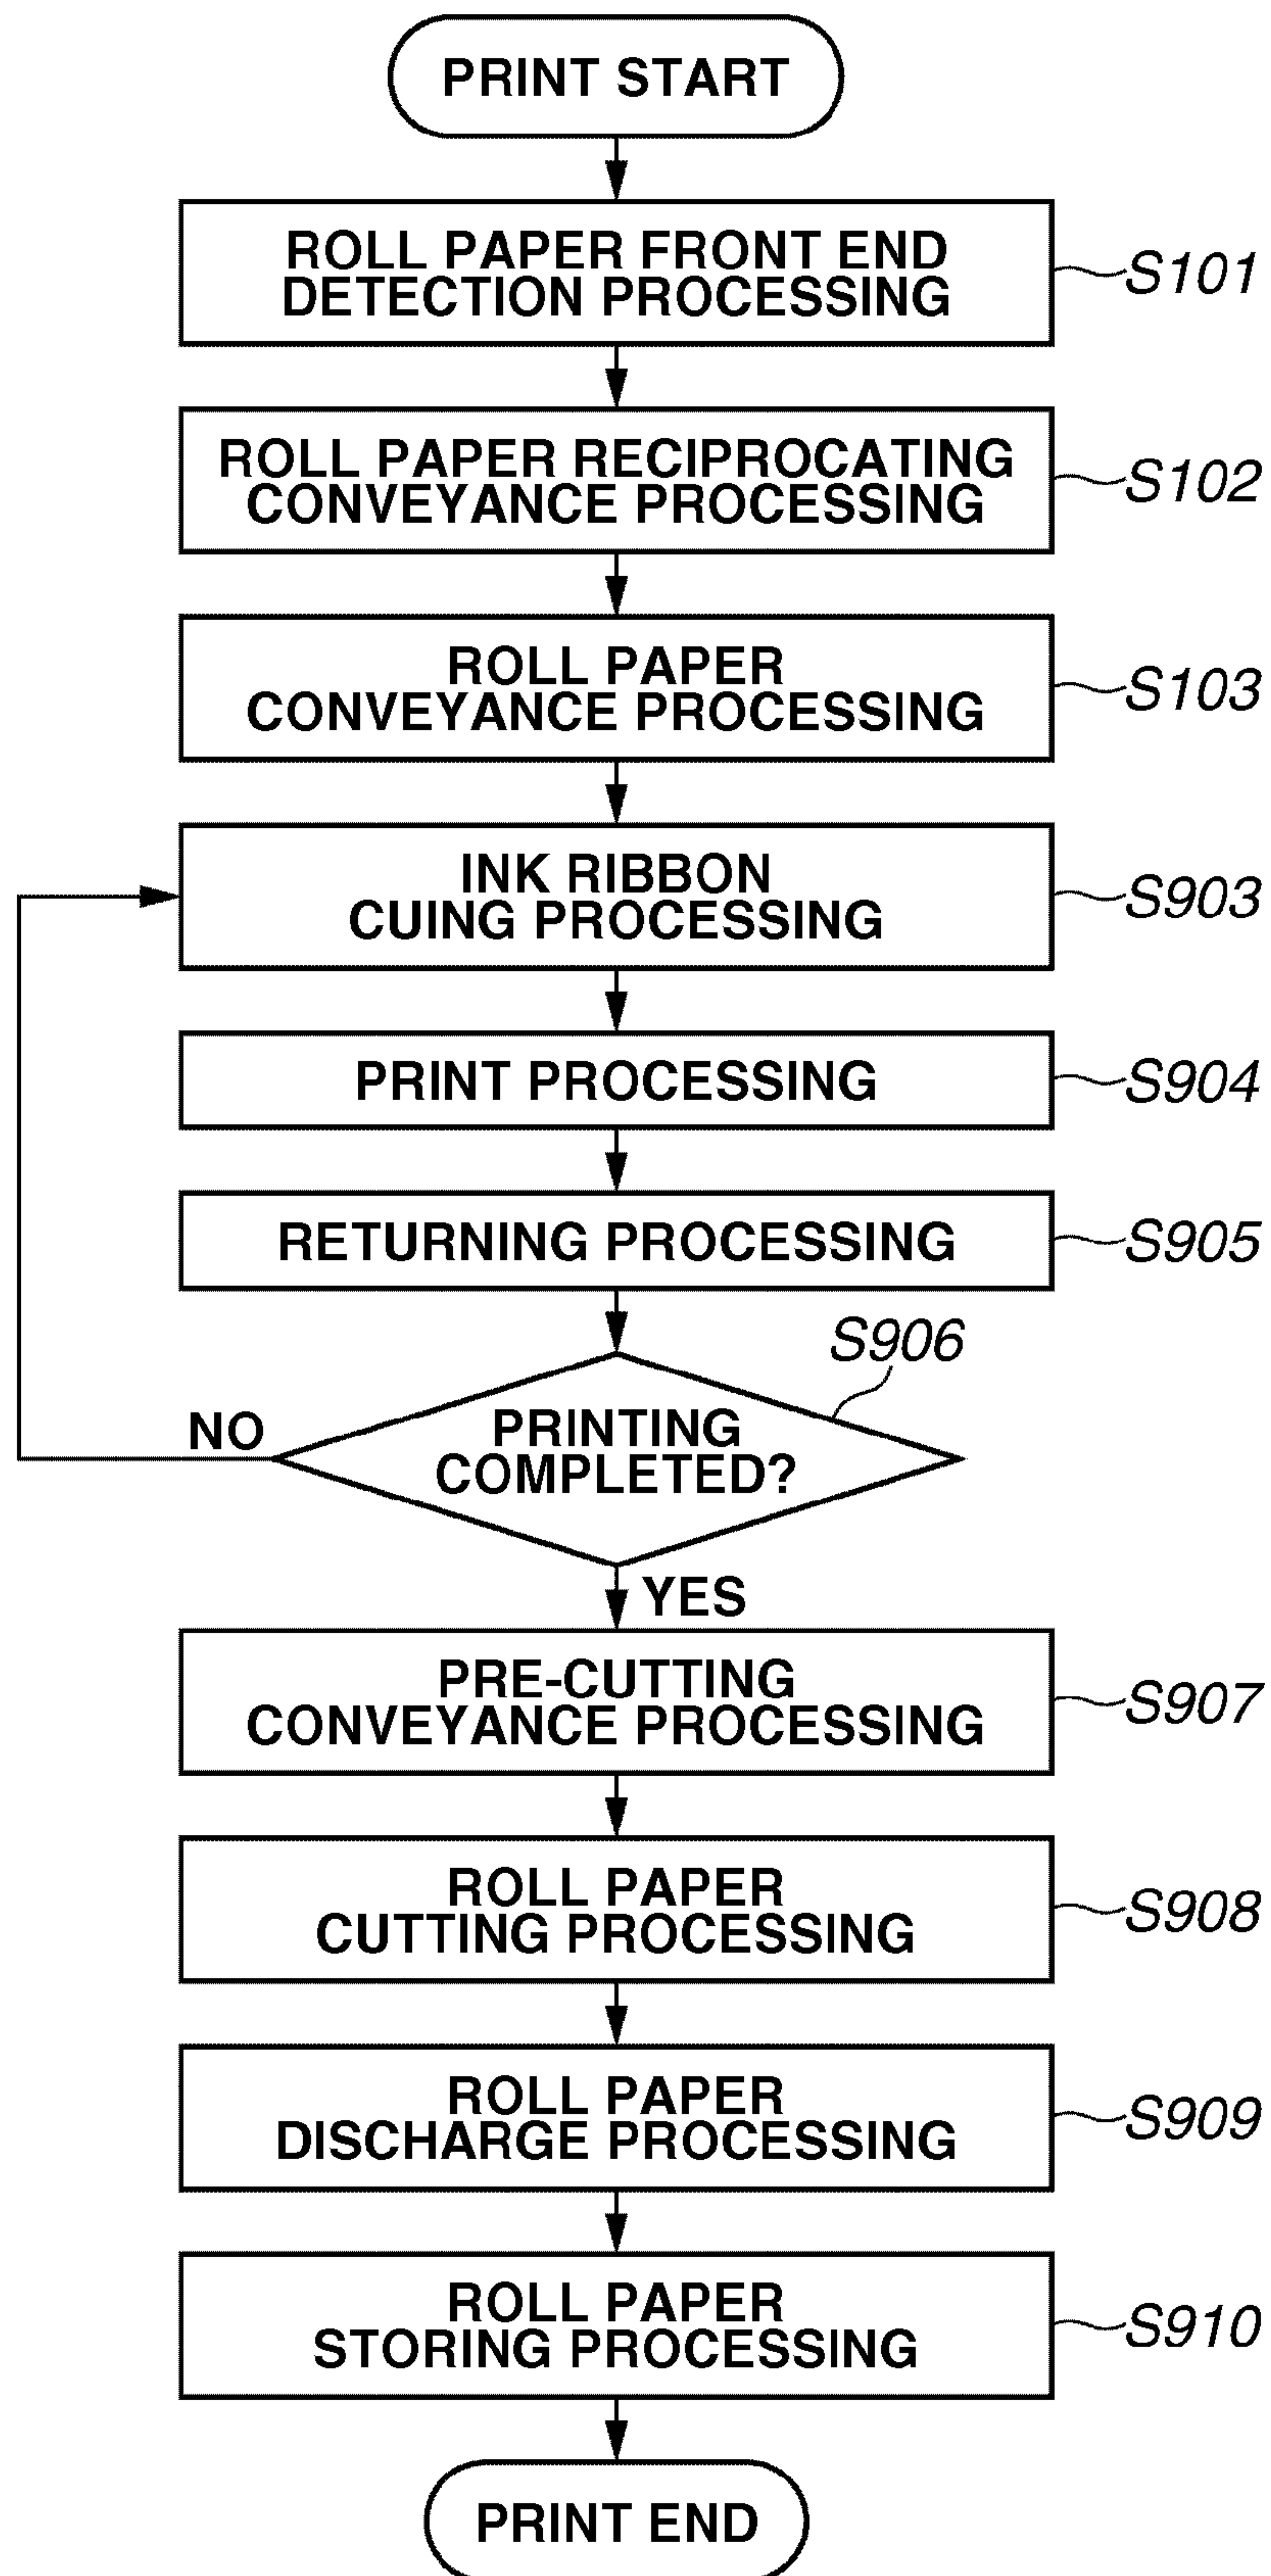 PRINT START
ROLL PAPER FRONT END
DETECTION PROCESSING
S101
ROLL PAPER RECIPROCATING
CONVEYANCE PROCESSING
S102
ROLL PAPER
CONVEYANCE PROCESSING
S103
INK RIBBON
CUING PROCESSING
S903
PRINT PROCESSING
S904
RETURNING PROCESSING
S905
S906
PRINTING
COMPLETED?
NO
YES
PRE-CUTTING
CONVEYANCE PROCESSING
S907
ROLL PAPER
CUTTING PROCESSING
S908
ROLL PAPER
DISCHARGE PROCESSING
S909
ROLL PAPER
STORING PROCESSING
S910
PRINT END